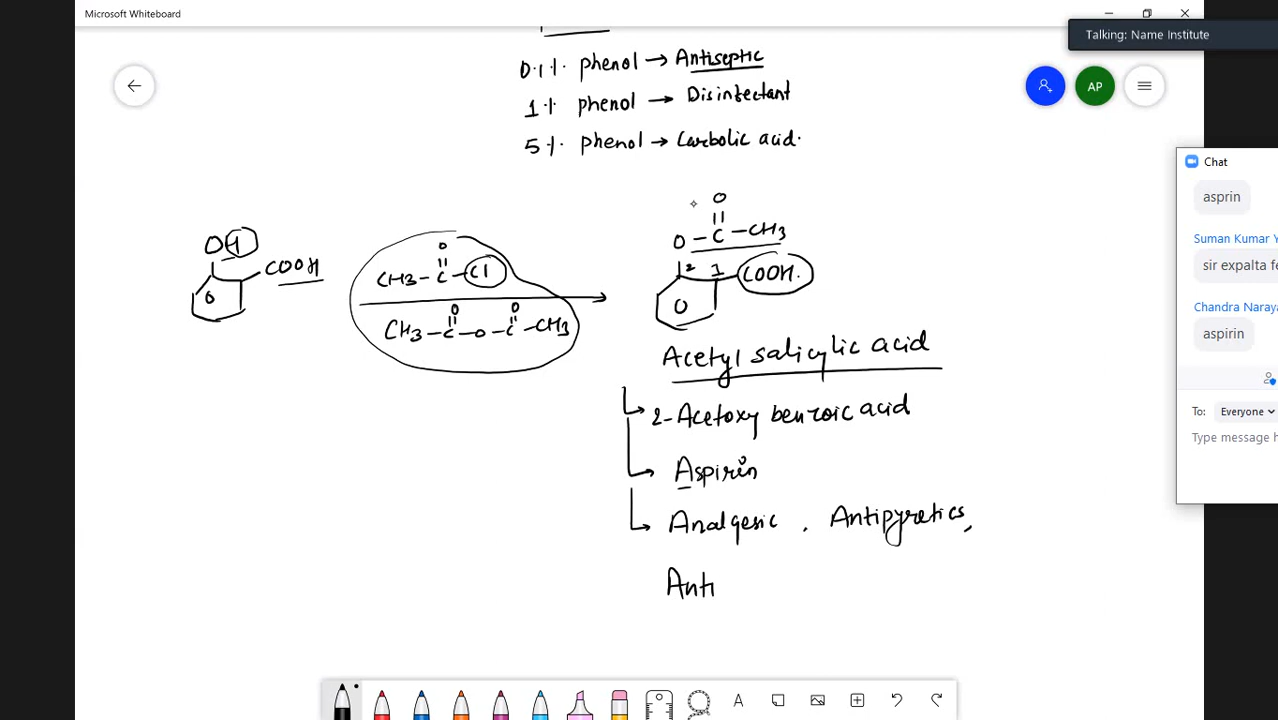 Microsoft Whiteboard
Talking: Name Institute
0.1%. phenol → Antiseptic
1% phenol → Disinfectant
5%. phenol → Carbolic acid.
AP
Chat
asprin
Suman Kumar Y
sir expalta fe
Chandra Naraya
aspirin
To: Everyone
Type message h
OH
COOH
O
CH3-C-Cl
O
O O
CH3-C-O-C-CH3
O
O-C-CH3
2 1 COOH.
O
Acetyl salicylic acid
2-Acetoxy benzoic acid
Aspirin
Analgesic, Antipyretics,
Anti
A